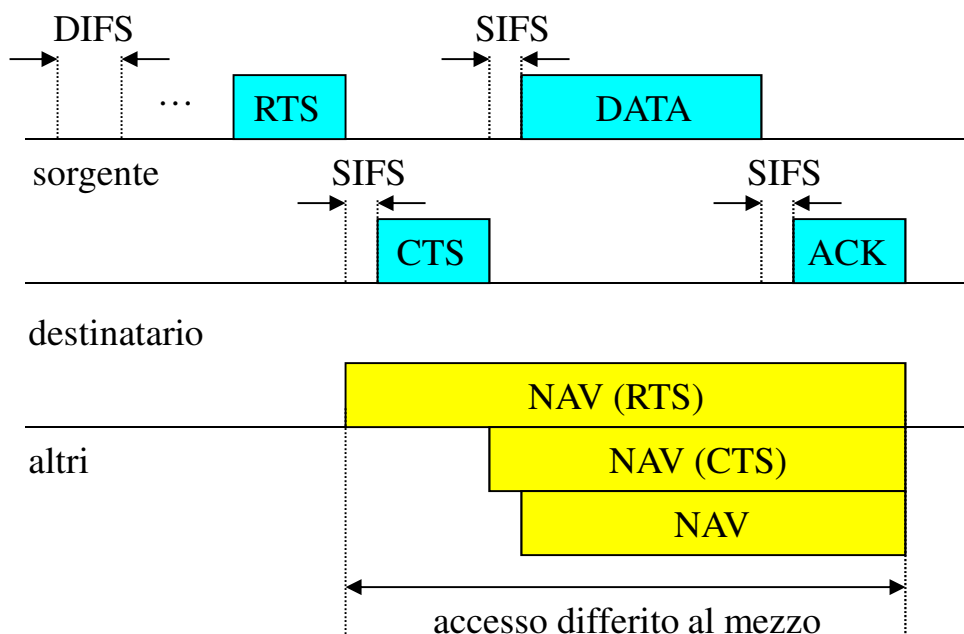 DIFS
SIFS
...
RTS
DATA
sorgente
SIFS
SIFS
CTS
ACK
destinatario
NAV (RTS)
altri
NAV (CTS)
NAV
accesso differito al mezzo